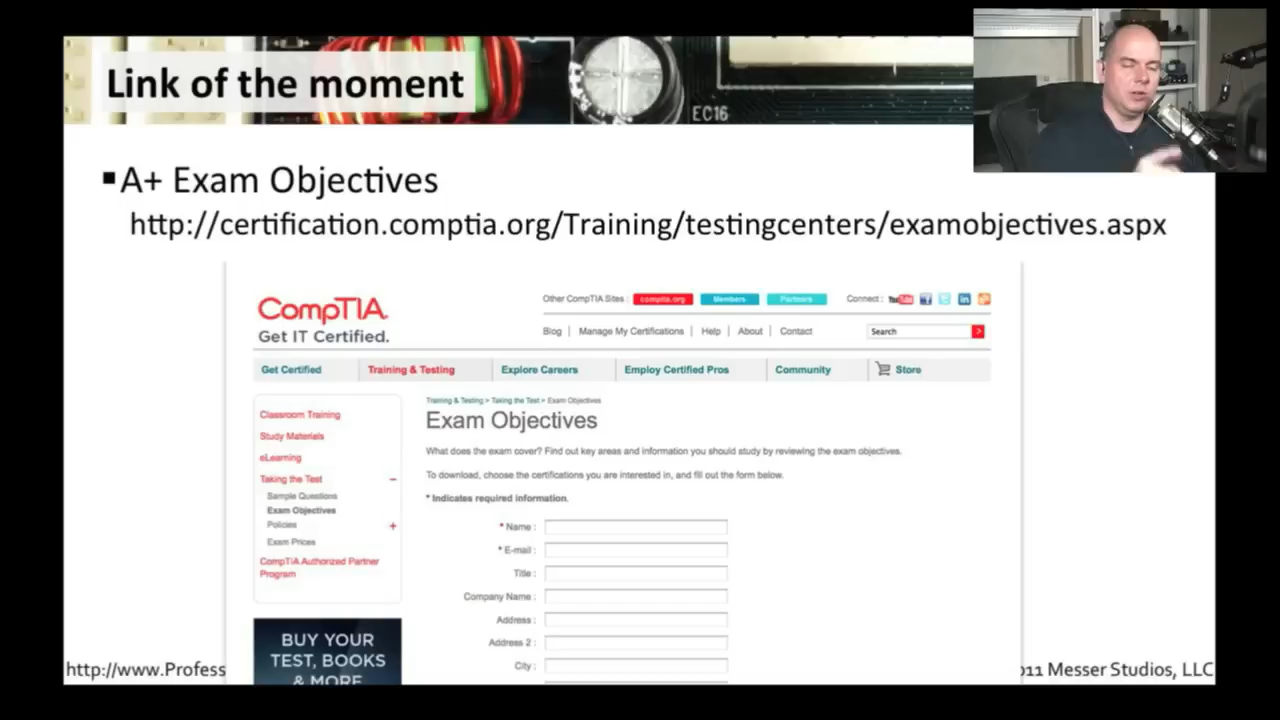 Link of the moment
EC16
A+ Exam Objectives
http://certification.comptia.org/Training/testingcenters/examobjectives.aspx
CompTIA.
Get IT Certified.
Other CompTIA Sites : comptia.org Members Partners Connect : You Tube
Blog | Manage My Certifications | Help | About | Contact Search
Get Certified Training & Testing Explore Careers Employ Certified Pros Community Store
Classroom Training
Study Materials
eLearning
Taking the Test −
Sample Questions
Exam Objectives
Policies +
Exam Prices
CompTIA Authorized Partner
Program
BUY YOUR
TEST, BOOKS
& MORE
Training & Testing > Taking the Test > Exam Objectives
Exam Objectives
What does the exam cover? Find out key areas and information you should study by reviewing the exam objectives.
To download, choose the certifications you are interested in, and fill out the form below.
* Indicates required information.
* Name :
* E-mail :
Title :
Company Name :
Address :
Address 2 :
City :
http://www.Profess
011 Messer Studios, LLC